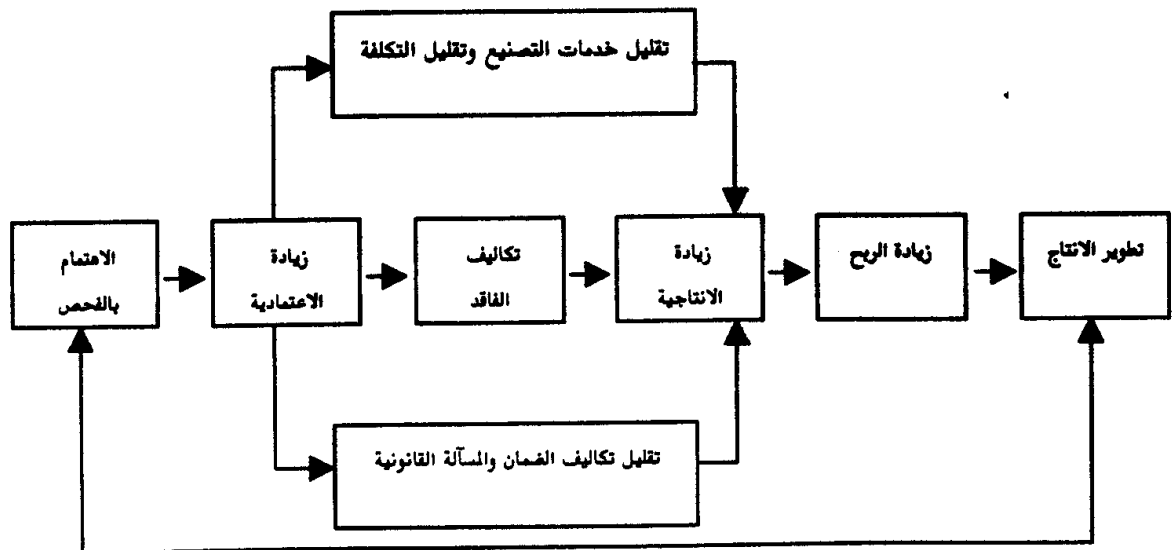 تقليل خدمات التصنيع وتقليل التكلفة
الاهتمام
بالفحص
زيادة
الاعتمادية
تكاليف
الفاقد
زيادة
الانتاجية
زيادة الربح
تطوير الانتاج
تقليل تكاليف الضمان والمسآلة القانونية